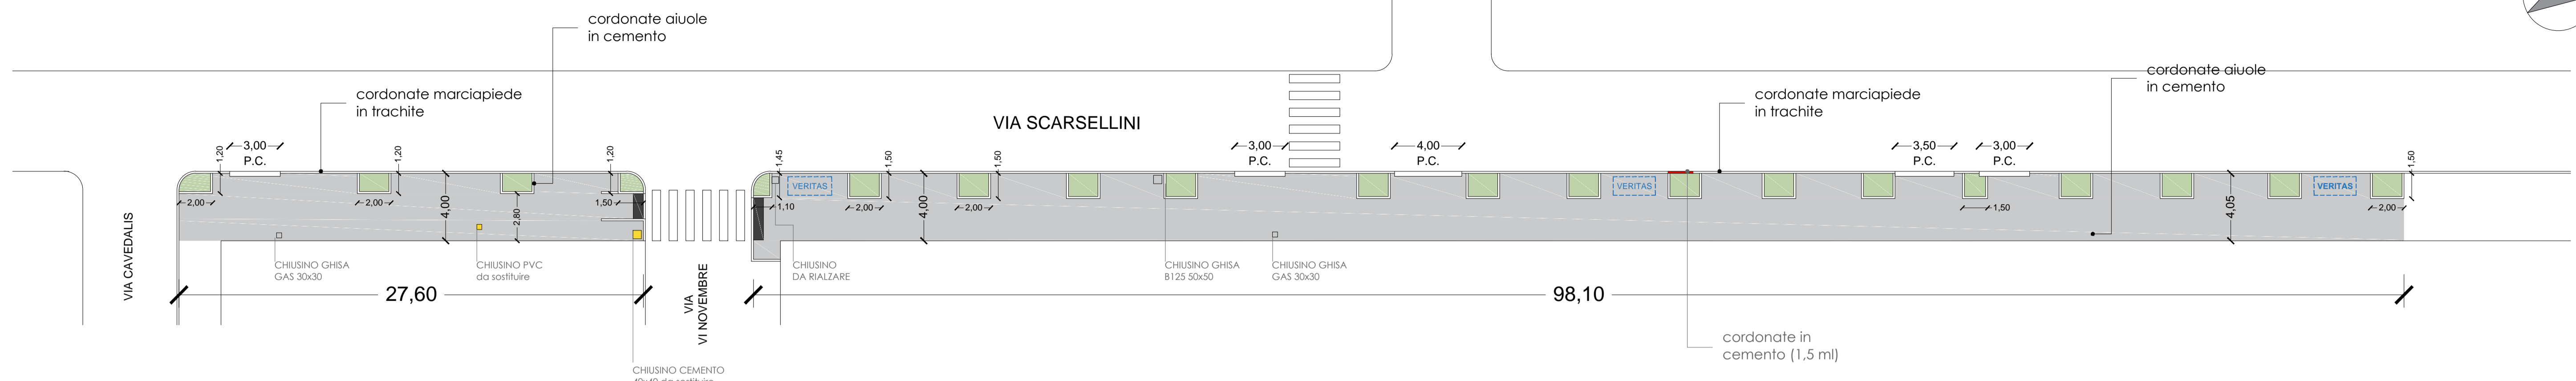 cordonate aiuole
in cemento
cordonate marciapiede
in trachite
VIA SCARSELLINI
cordonate marciapiede
in trachite
cordonate aiuole
in cemento
1,20
3,00
P.C.
1,20
1,20
1,45
1,50
1,50
3,00
P.C.
4,00
P.C.
3,50
P.C.
3,00
P.C.
1,50
VERITAS
VERITAS
VERITAS
2,00
2,00
4,00
2,80
1,50
1,10
2,00
4,00
2,00
1,50
4,05
2,00
VIA CAVEDALIS
CHIUSINO GHISA
GAS 30x30
CHIUSINO PVC
da sostituire
VIA
VI NOVEMBRE
CHIUSINO
DA RIALZARE
CHIUSINO GHISA
B125 50x50
CHIUSINO GHISA
GAS 30x30
27,60
98,10
cordonate in
cemento (1,5 ml)
CHIUSINO CEMENTO
da sostituire